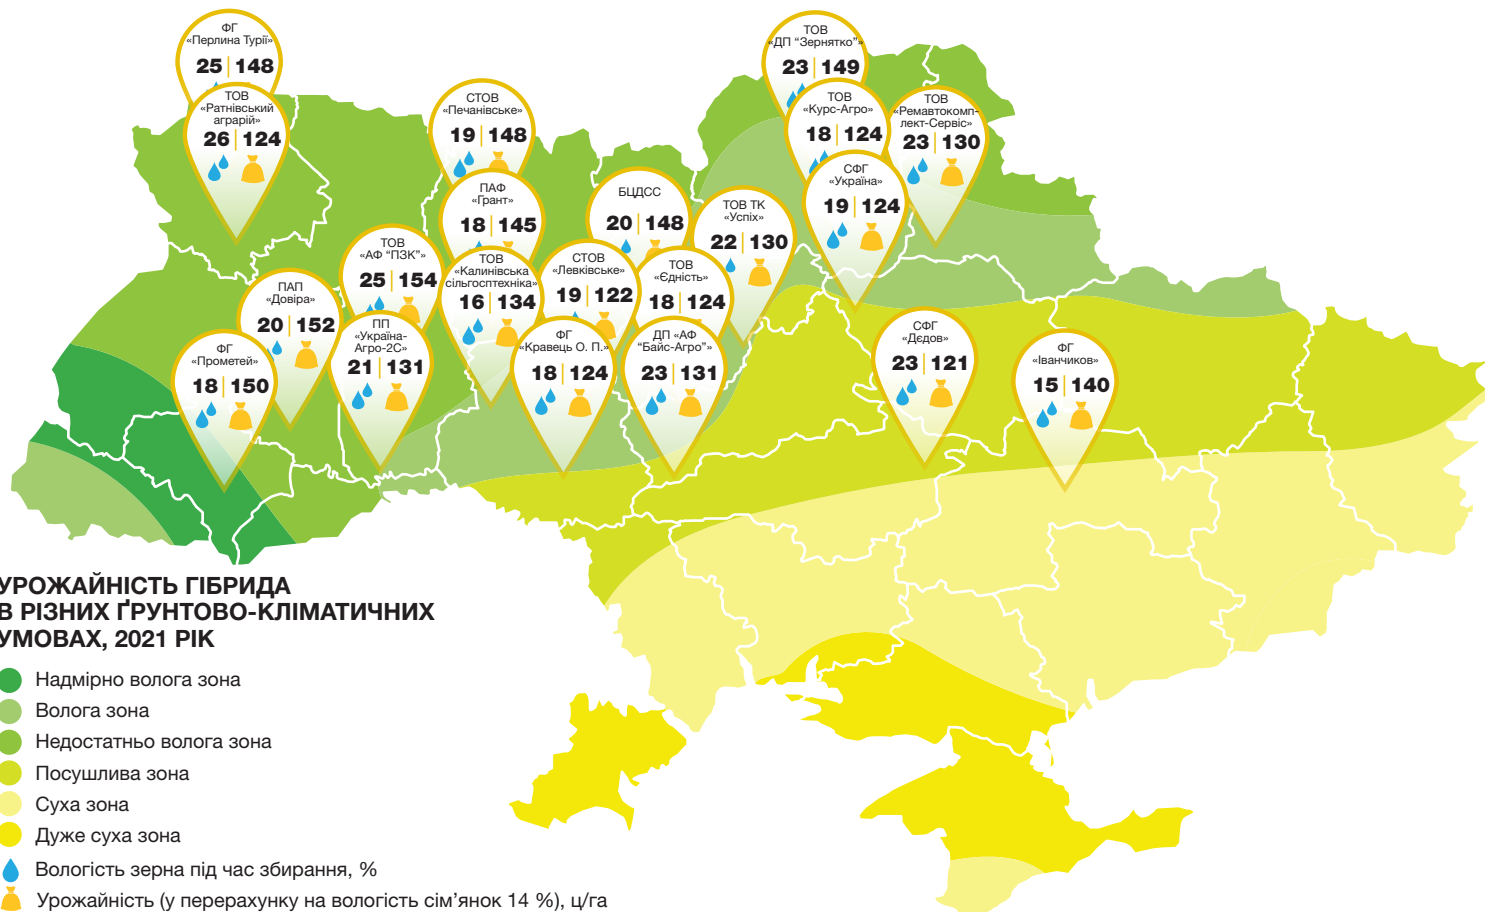 ФГ
«Перлина Турії»
25 | 148
ТОВ
«Ратнівський
аграрій»
26 | 124
СТОВ
«Печанівське»
19 | 148
ПАФ
«Грант»
18 | 145
ТОВ
«Калинівська
сільгосптехніка»
16 | 134
ТОВ
«АФ "ПЗК"»
25 | 154
ПАП
«Довіра»
20 | 152
ПП
«Україна-
Агро-2С»
21 | 131
ФГ
«Прометей»
18 | 150
БЦДСС
20 | 148
СТОВ
«Левківське»
19 | 122
ТОВ
«Єдність»
18 | 124
ФГ
«Кравець О. П.»
18 | 124
ДП «АФ
"Байс-Агро"»
23 | 131
ТОВ ТК
«Успіх»
22 | 130
ТОВ
«ДП "Зернятко"»
23 | 149
ТОВ
«Курс-Агро»
18 | 124
ТОВ
«Ремавтокомп-
лект-Сервіс»
23 | 130
СФГ
«Україна»
19 | 124
СФГ
«Дєдов»
23 | 121
ФГ
«Іванчиков»
15 | 140
УРОЖАЙНІСТЬ ГІБРИДА
В РІЗНИХ ҐРУНТОВО-КЛІМАТИЧНИХ
УМОВАХ, 2021 РІК
Надмірно волога зона
Волога зона
Недостатньо волога зона
Посушлива зона
Суха зона
Дуже суха зона
Вологість зерна під час збирання, %
Урожайність (у перерахунку на вологість сім’янок 14 %), ц/га